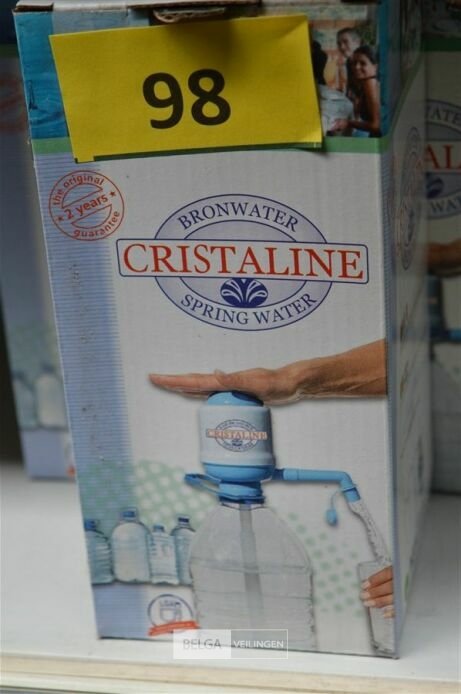 98
the original
2 years
guarantee
BRONWATER
CRISTALINE
SPRING WATER
CRISTALINE
BELGA VEILINGEN